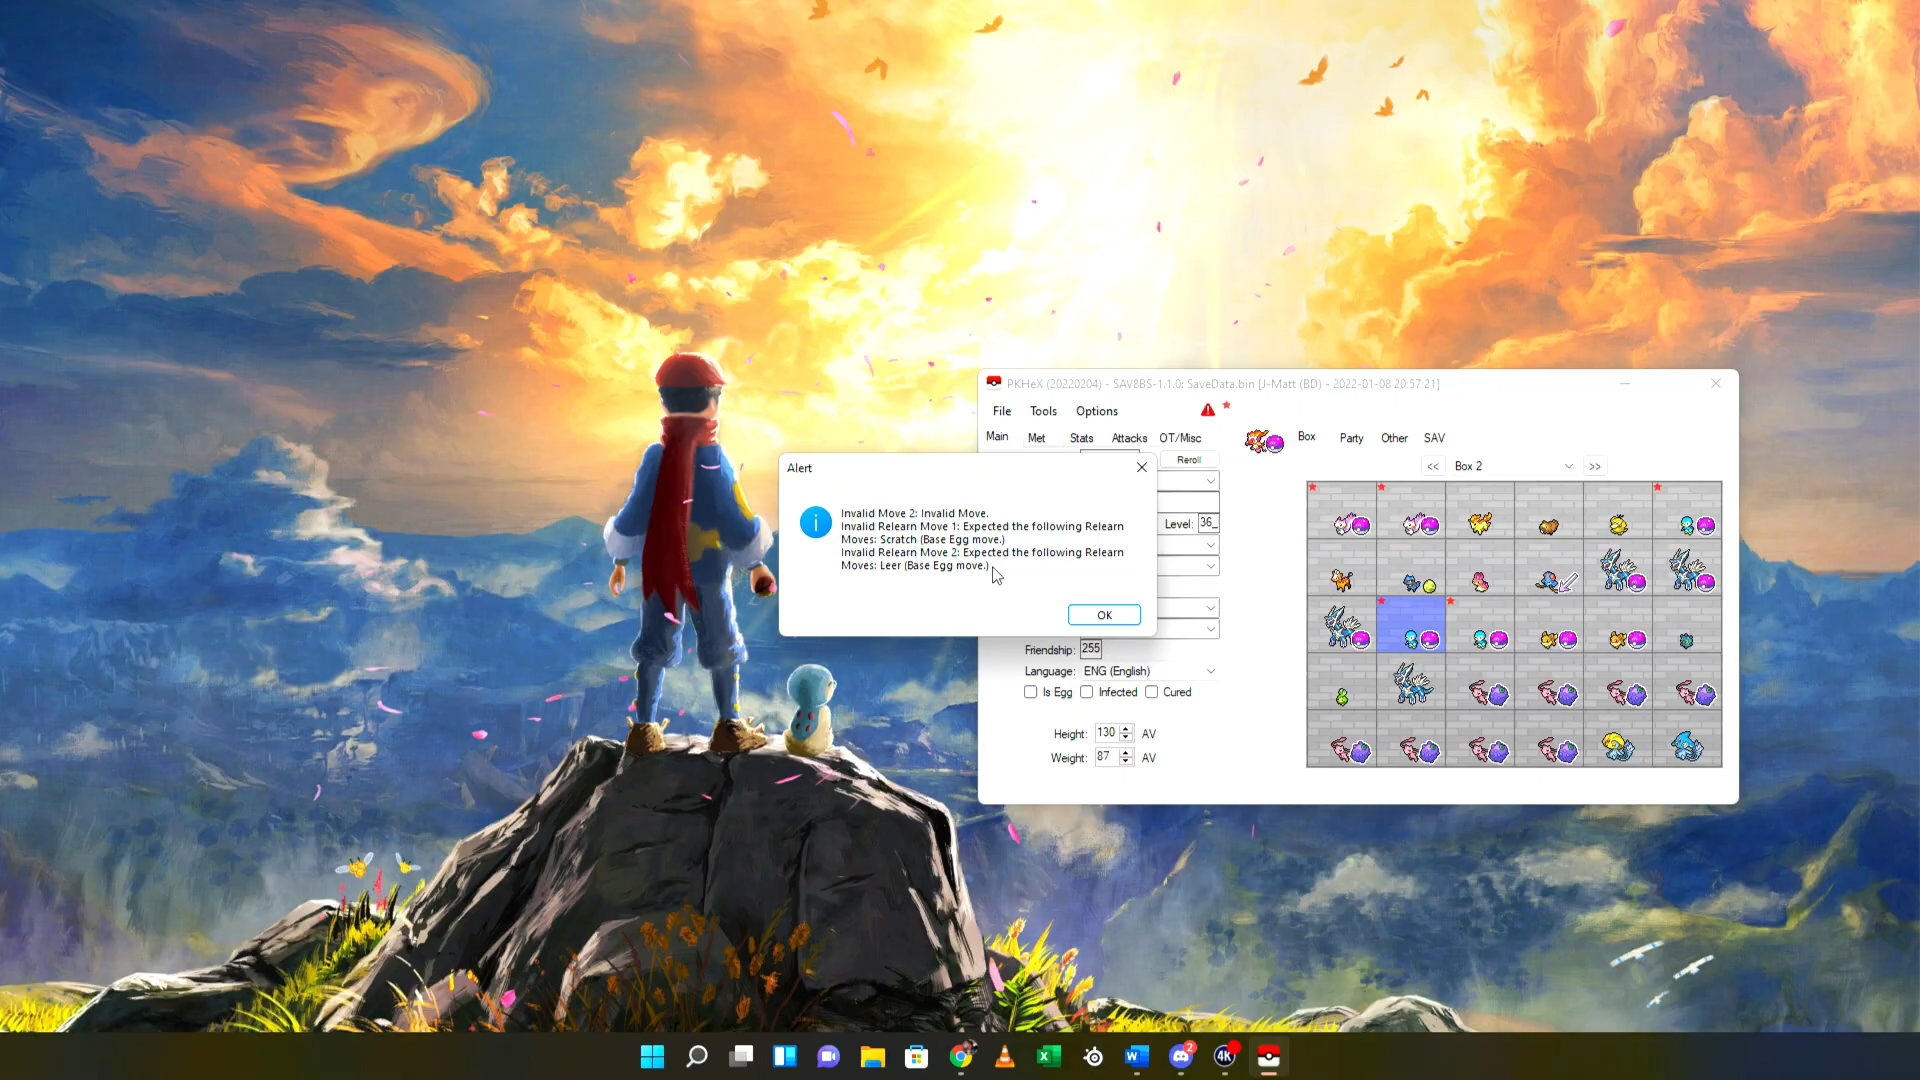 PKHeX (20220204) - SAV8BS-1.1.0: SaveData.bin [J-Matt (BD) - 2022-01-08 20.57.21]
File Tools Options
Main Met Stats Attacks OT/Misc
Box Party Other SAV
Reroll
<< Box 2 >>
Alert
Invalid Move 2: Invalid Move.
Invalid Relearn Move 1: Expected the following Relearn
Moves: Scratch (Base Egg move.)
Invalid Relearn Move 2: Expected the following Relearn
Moves: Leer (Base Egg move.)
OK
Level: 36_
Friendship: 255
Language: ENG (English)
Is Egg Infected Cured
Height: 130 AV
Weight: 87 AV
X W 2 4K